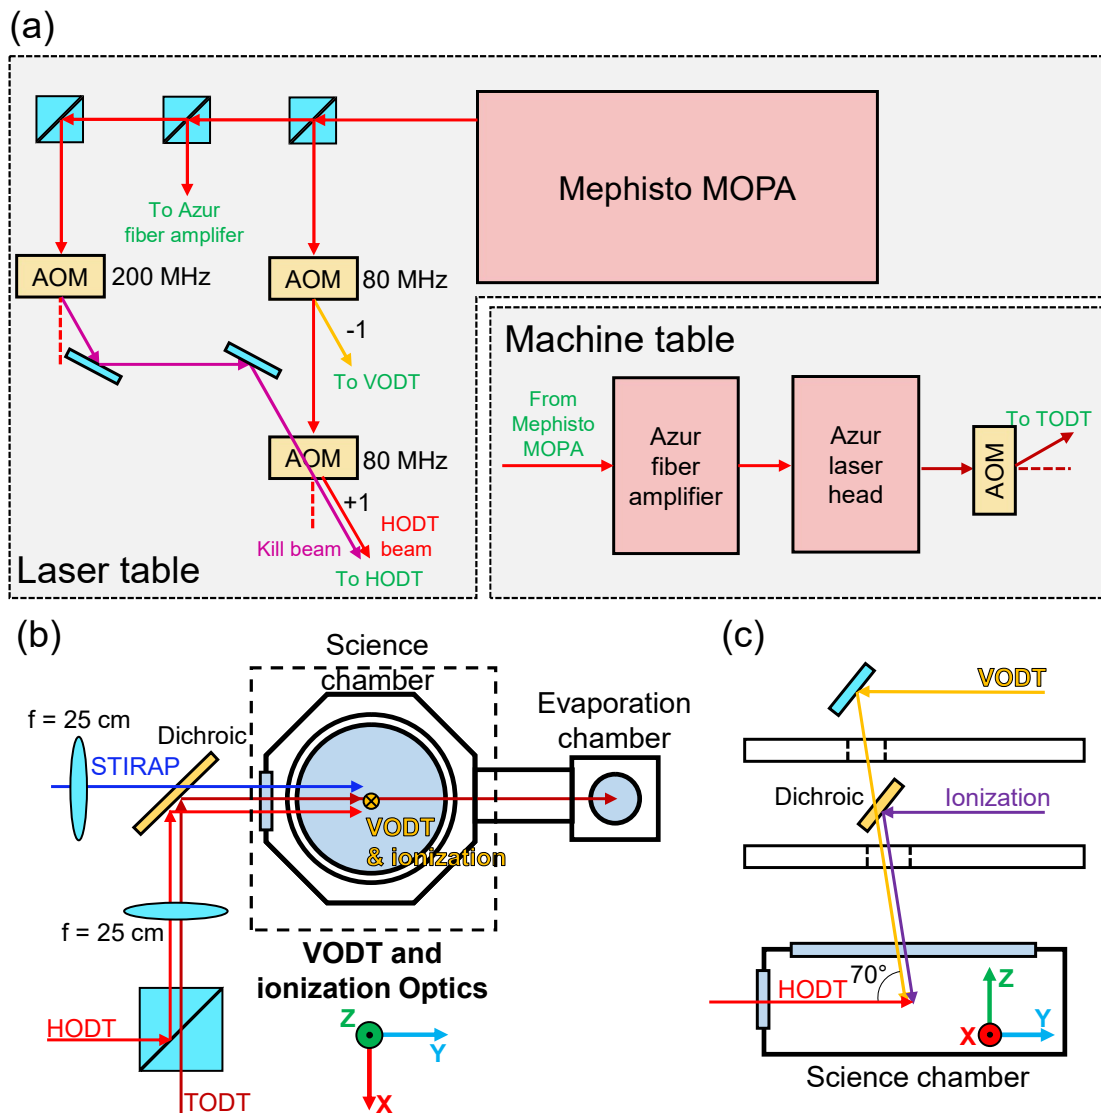 (a)
Mephisto MOPA
To Azur
fiber amplifer
AOM
200 MHz
AOM
80 MHz
-1
To VODT
AOM
80 MHz
+1
Kill beam
HODT
beam
To HODT
Laser table
Machine table
From
Mephisto
MOPA
Azur
fiber
amplifier
Azur
laser
head
AOM
To TODT
(b)
Science
chamber
Evaporation
chamber
f = 25 cm
Dichroic
STIRAP
VODT
& ionization
f = 25 cm
VODT and
ionization Optics
HODT
TODT
Z
Y
X
(c)
VODT
Dichroic
Ionization
70°
HODT
Z
Y
X
Science chamber